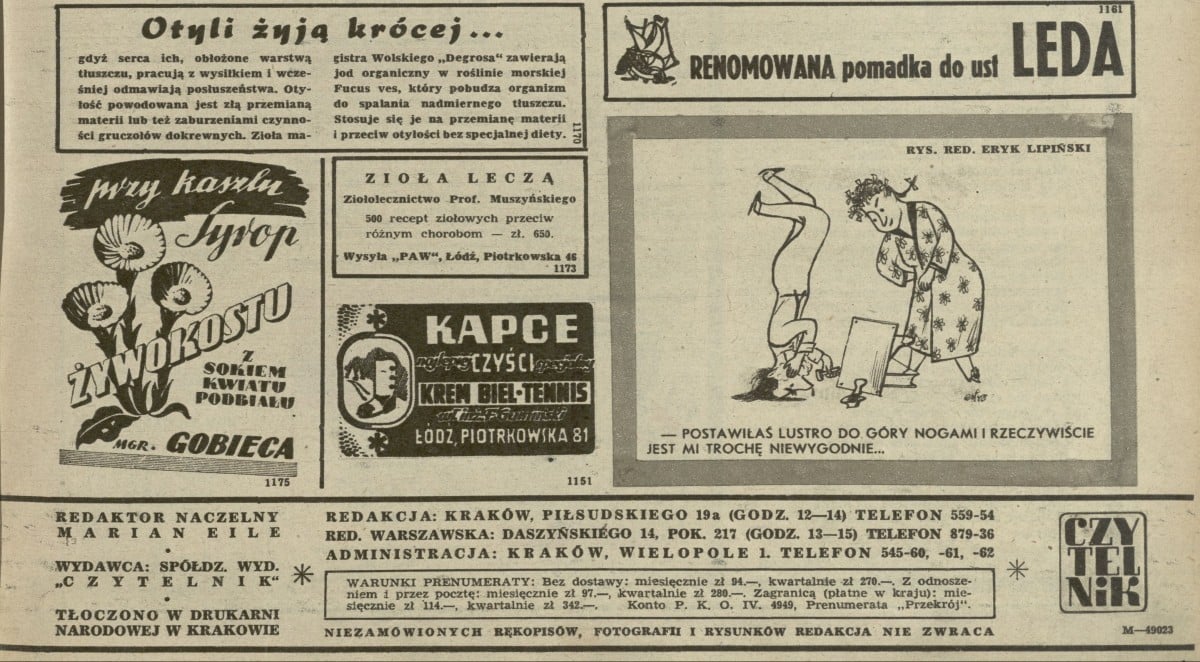 Otyli żyją krócej...
gdyż serca ich, obłożone warstwą
tłuszczu, pracują z wysiłkiem i wcze-
śniej odmawiają posłuszeństwa. Oty-
łość powodowana jest złą przemianą
materii lub też zaburzeniami czynno-
ści gruczołów dokrewnych. Zioła ma-
gistra Wolskiego „Degrosa" zawierają
jod organiczny w roślinie morskiej
Fucus ves, który pobudza organizm
do spalania nadmiernego tłuszczu.
Stosuje się je na przemianę materii
i przeciw otyłości bez specjalnej diety.
1170
1161
RENOMOWANA pomadka do ust LEDA
przy kaszlu
Syrop
ŻYWOKOSTU
Z
SOKIEM
KWIATU
PODBIAŁU
MGR. GOBIECA
1175
ZIOŁA LECZĄ
Ziołolecznictwo Prof. Muszyńskiego
500 recept ziołowych przeciw
różnym chorobom — zł. 650.
Wysyła „PAW", Łódź, Piotrkowska 46
1173
KAPCE
najlepiej CZYŚCI specjalny
KREM BIEL-TENNIS
ŁÓDŹ, PIOTRKOWSKA 81
1151
RYS. RED. ERYK LIPIŃSKI
— POSTAWIŁAŚ LUSTRO DO GÓRY NOGAMI I RZECZYWIŚCIE
JEST MI TROCHĘ NIEWYGODNIE...
REDAKTOR NACZELNY
MARIAN EILE
•
WYDAWCA: SPÓŁDZ. WYD.
„CZYTELNIK"
•
TŁOCZONO W DRUKARNI
NARODOWEJ W KRAKOWIE
REDAKCJA: KRAKÓW, PIŁSUDSKIEGO 19a (GODZ. 12—14) TELEFON 559-54
RED. WARSZAWSKA: DASZYŃSKIEGO 14, POK. 217 (GODZ. 13—15) TELEFON 879-36
ADMINISTRACJA: KRAKÓW, WIELOPOLE 1. TELEFON 545-60, -61, -62
WARUNKI PRENUMERATY: Bez dostawy: miesięcznie zł 94.—, kwartalnie zł 270.—. Z odnosze-
niem i przez pocztę: miesięcznie zł 97.—, kwartalnie zł 280.—. Zagranicą (płatne w kraju): mie-
sięcznie zł 114.—, kwartalnie zł 342.— Konto P. K. O. IV. 4949, Prenumerata „Przekrój".
NIEZAMÓWIONYCH RĘKOPISÓW, FOTOGRAFII I RYSUNKÓW REDAKCJA NIE ZWRACA
CZY
TEL
NiK
M—49023